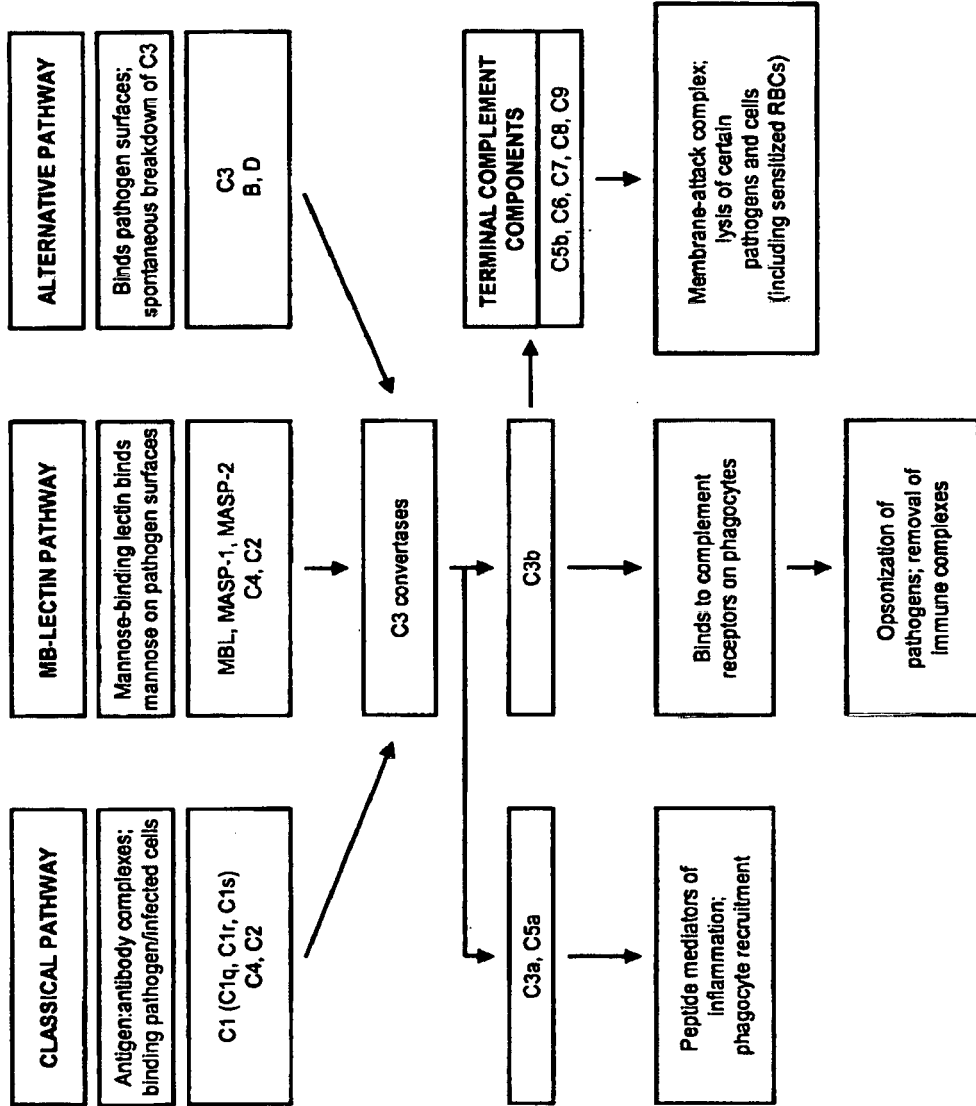 CLASSICAL PATHWAY
Antigen:antibody complexes;
binding pathogen/infected cells
C1 (C1q, C1r, C1s)
C4, C2
MB-LECTIN PATHWAY
Mannose-binding lectin binds
mannose on pathogen surfaces
MBL, MASP-1, MASP-2
C4, C2
ALTERNATIVE PATHWAY
Binds pathogen surfaces;
spontaneous breakdown of C3
C3
B, D
C3 convertases
C3a, C5a
C3b
TERMINAL COMPLEMENT
COMPONENTS
C5b, C6, C7, C8, C9
Peptide mediators of
inflammation;
phagocyte recruitment
Binds to complement
receptors on phagocytes
Membrane-attack complex;
lysis of certain
pathogens and cells
(including sensitized RBCs)
Opsonization of
pathogens; removal of
immune complexes